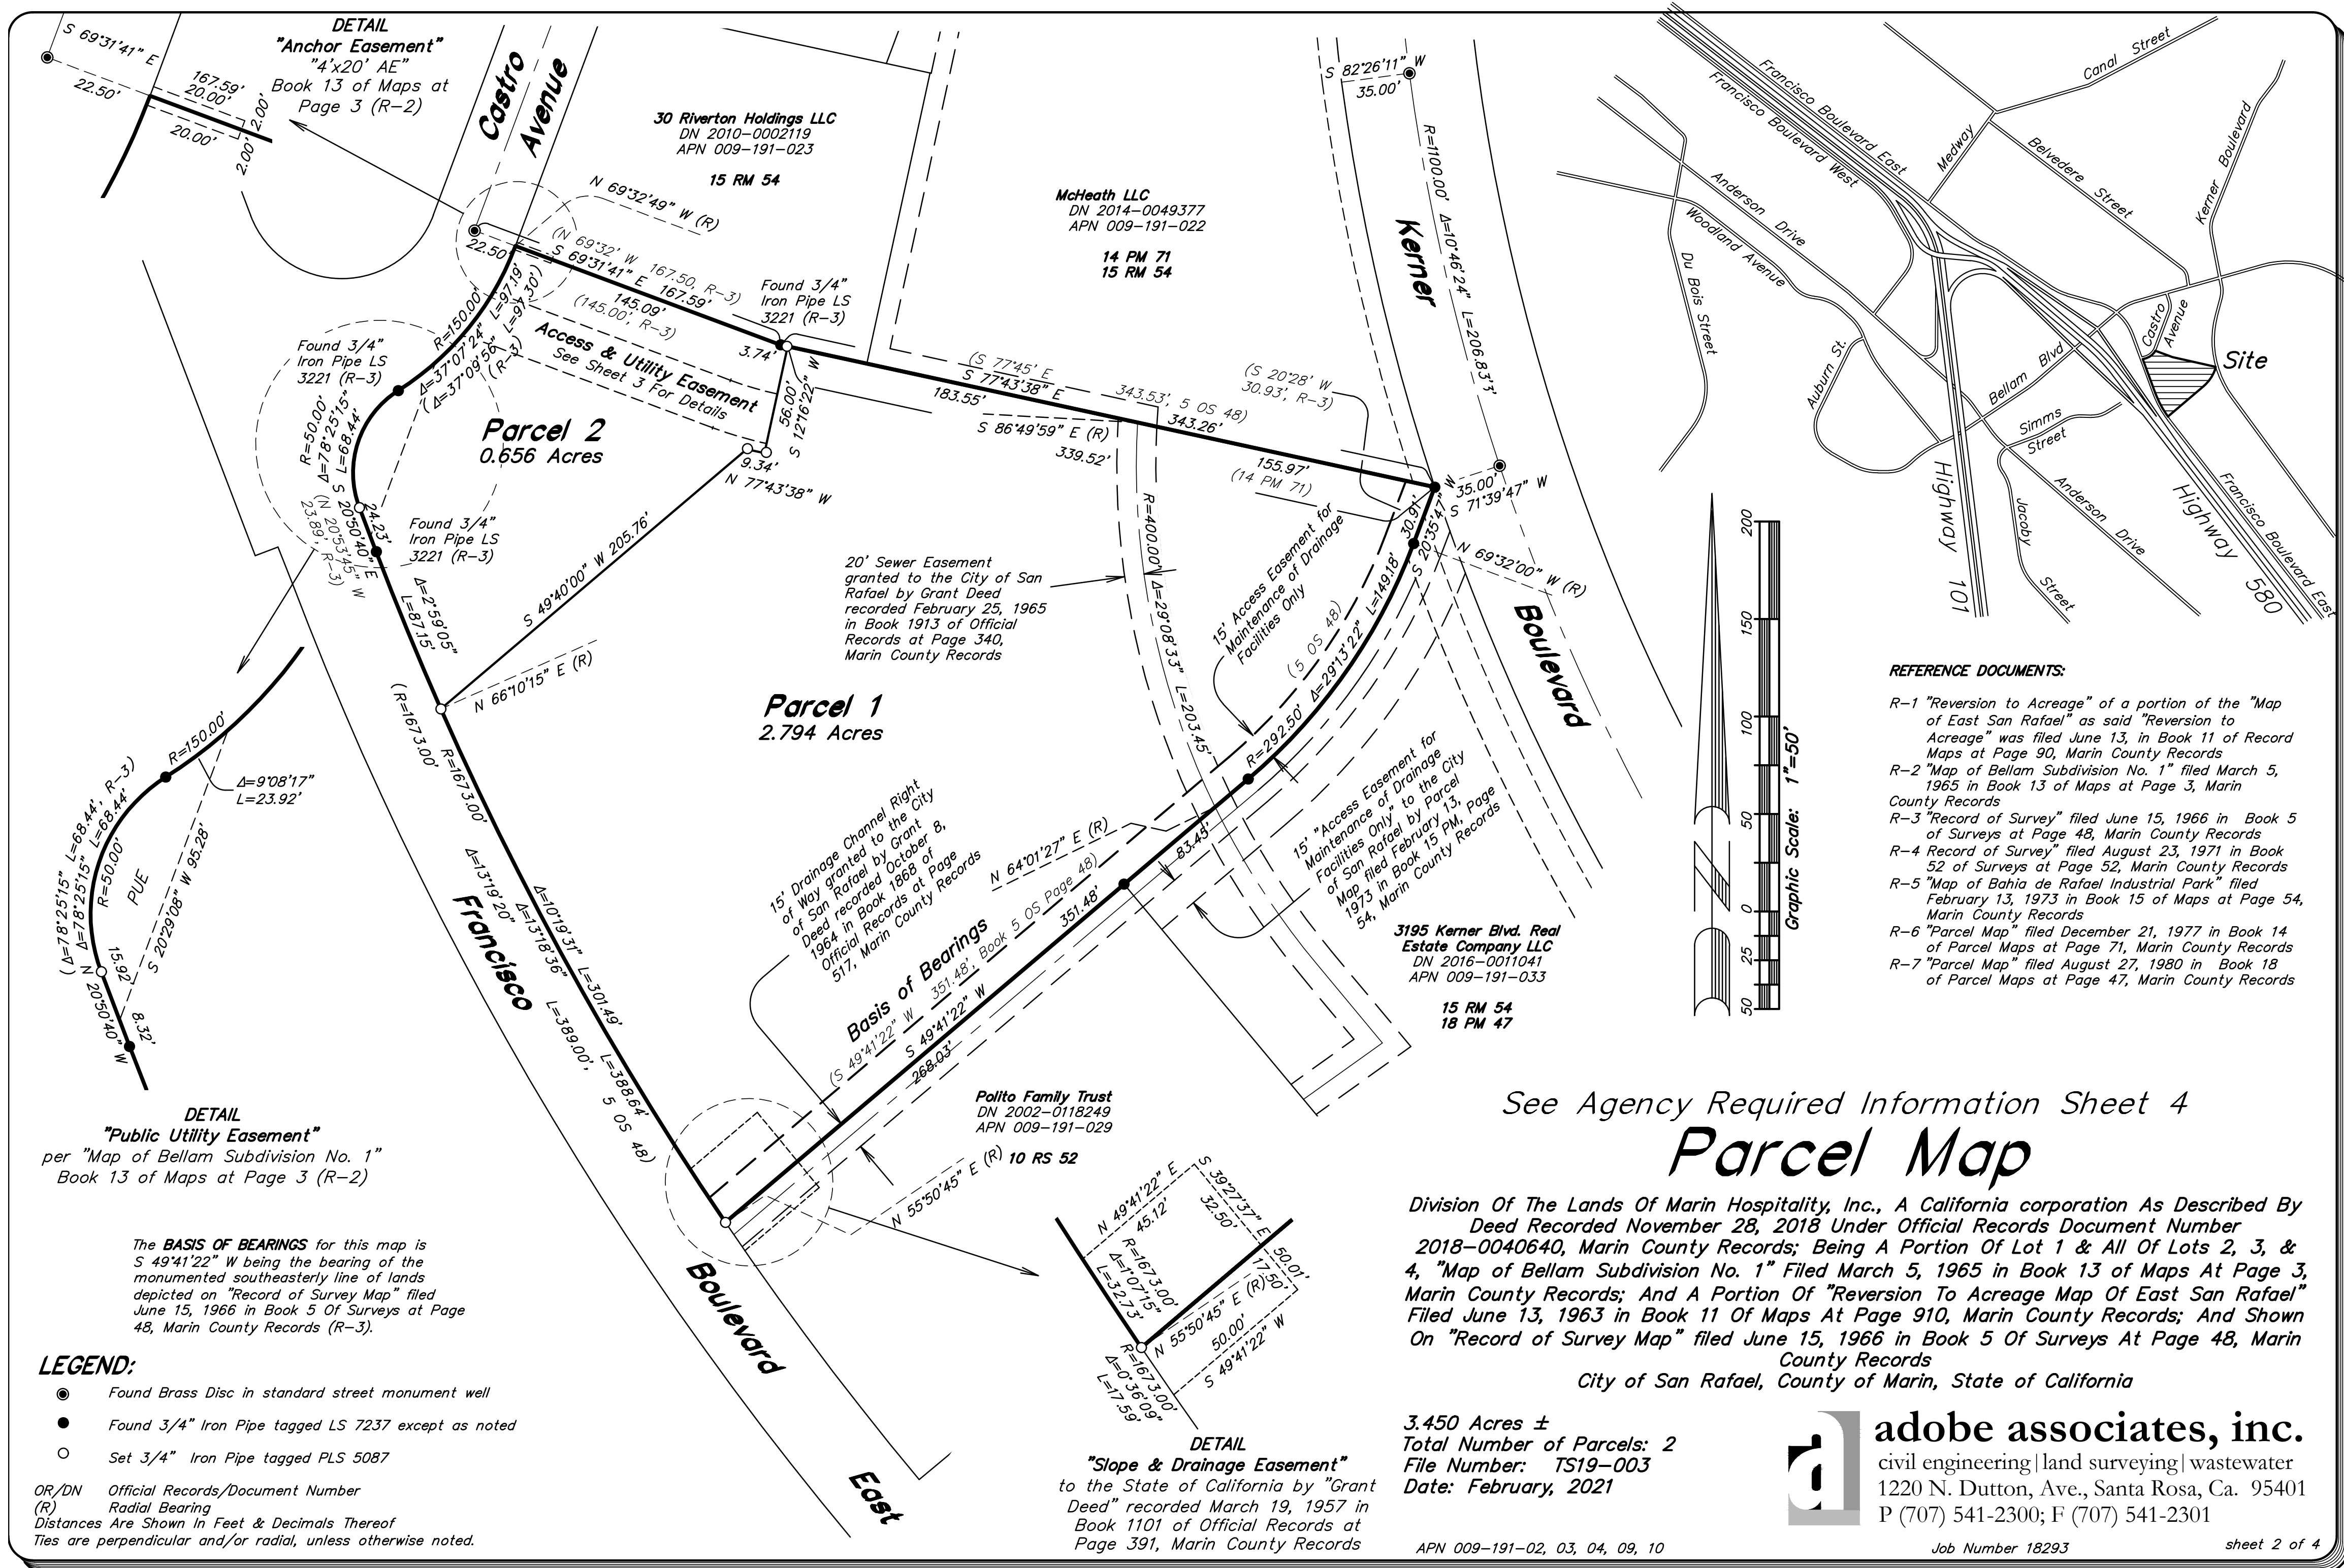 DETAIL
"Anchor Easement"
"4'x20' AE"
Book 13 of Maps at
Page 3 (R-2)
S 69°31'41" E
22.50'
167.59'
20.00'
20.00'
2.00'
2.00'
Castro
Avenue
30 Riverton Holdings LLC
DN 2010-0002119
APN 009-191-023
15 RM 54
N 69°32'49" W (R)
McHeath LLC
DN 2014-0049377
APN 009-191-022
14 PM 71
15 RM 54
S 82°26'11" W
35.00'
R=1100.00' Δ=10°46'24" L=206.83'
Kerner
Boulevard
22.50'
(N 69°32' W 167.50, R-3)
S 69°31'41" E 167.59'
145.09'
(145.00', R-3)
Found 3/4"
Iron Pipe LS
3221 (R-3)
3.74'
Access & Utility Easement
See Sheet 3 For Details
56.00'
S 12°16'22" W
R=150.00'
Δ=37°07'24" L=97.19'
(Δ=37°09'56" L=97.30')
(R-3)
Found 3/4"
Iron Pipe LS
3221 (R-3)
R=50.00'
Δ=78°25'15"
L=68.44'
Parcel 2
0.656 Acres
9.34'
N 77°43'38" W
(S 77°45' E 343.53', 5 OS 48)
S 77°43'38" E 343.26'
183.55'
S 86°49'59" E (R)
339.52'
155.97'
(14 PM 71)
(S 20°28' W
30.93', R-3)
35.00'
S 71°39'47" W
30.91'
S 20°35'47" W
N 69°32'00" W (R)
24.23'
S 20°50'40" E
(N 20°53'45" W
23.89', R-3)
Found 3/4"
Iron Pipe LS
3221 (R-3)
Δ=2°59'05"
L=87.15'
S 49°40'00" W 205.76'
N 66°10'15" E (R)
20' Sewer Easement
granted to the City of San
Rafael by Grant Deed
recorded February 25, 1965
in Book 1913 of Official
Records at Page 340,
Marin County Records
R=400.00' Δ=29°08'33" L=203.45'
15' Access Easement for
Maintenance of Drainage
Facilities Only
(5 OS 48)
R=292.50' Δ=29°13'22" L=149.18'
Parcel 1
2.794 Acres
(R=1673.00' Δ=13°19'20" L=389.00', 5 OS 48)
R=1673.00' Δ=13°18'36" L=388.64'
Δ=10°19'31" L=301.49'
15' Drainage Channel Right
of Way granted to the City
of San Rafael by Grant
Deed recorded October 8,
1964 in Book 1868 of
Official Records at Page
517, Marin County Records
N 64°01'27" E (R)
Basis of Bearings
(S 49°41'22" W 351.48', Book 5 OS Page 48)
S 49°41'22" W 351.48'
268.03'
83.45'
15' "Access Easement for
Maintenance of Drainage
Facilities Only" to the City
of San Rafael by Parcel
Map filed February 13,
1973 in Book 15 PM, Page
54, Marin County Records
3195 Kerner Blvd. Real
Estate Company LLC
DN 2016-0011041
APN 009-191-033
15 RM 54
18 PM 47
Polito Family Trust
DN 2002-0118249
APN 009-191-029
10 RS 52
N 55°50'45" E (R)
Francisco
Boulevard
East
R=150.00'
Δ=9°08'17"
L=23.92'
(Δ=78°25'15" L=68.44', R-3)
Δ=78°25'15" L=68.44'
R=50.00'
PUE
S 20°29'08" W 95.28'
15.92'
N 20°50'40" W
8.32'
DETAIL
"Public Utility Easement"
per "Map of Bellam Subdivision No. 1"
Book 13 of Maps at Page 3 (R-2)
The BASIS OF BEARINGS for this map is
S 49°41'22" W being the bearing of the
monumented southeasterly line of lands
depicted on "Record of Survey Map" filed
June 15, 1966 in Book 5 Of Surveys at Page
48, Marin County Records (R-3).
LEGEND:
Found Brass Disc in standard street monument well
Found 3/4" Iron Pipe tagged LS 7237 except as noted
Set 3/4" Iron Pipe tagged PLS 5087
OR/DN Official Records/Document Number
(R) Radial Bearing
Distances Are Shown In Feet & Decimals Thereof
Ties are perpendicular and/or radial, unless otherwise noted.
N 49°41'22" E
45.12'
S 39°27'37" E
32.50'
R=1673.00'
Δ=1°07'15"
L=32.73'
50.01'
17.50'
N 55°50'45" E (R)
50.00'
S 49°41'22" W
R=1673.00'
Δ=0°36'09"
L=17.59'
DETAIL
"Slope & Drainage Easement"
to the State of California by "Grant
Deed" recorded March 19, 1957 in
Book 1101 of Official Records at
Page 391, Marin County Records
Francisco Boulevard East
Francisco Boulevard West
Canal Street
Medway
Belvedere Street
Kerner Boulevard
Anderson Drive
Woodland Avenue
Du Bois Street
Auburn St.
Bellam Blvd
Castro Avenue
Site
Simms Street
Jacoby Street
Anderson Drive
Highway 101
Highway 580
Francisco Boulevard East
200
150
100
50
0
25
50
Graphic Scale: 1"=50'
REFERENCE DOCUMENTS:
R-1 "Reversion to Acreage" of a portion of the "Map
of East San Rafael" as said "Reversion to
Acreage" was filed June 13, in Book 11 of Record
Maps at Page 90, Marin County Records
R-2 "Map of Bellam Subdivision No. 1" filed March 5,
1965 in Book 13 of Maps at Page 3, Marin
County Records
R-3 "Record of Survey" filed June 15, 1966 in Book 5
of Surveys at Page 48, Marin County Records
R-4 Record of Survey" filed August 23, 1971 in Book
52 of Surveys at Page 52, Marin County Records
R-5 "Map of Bahia de Rafael Industrial Park" filed
February 13, 1973 in Book 15 of Maps at Page 54,
Marin County Records
R-6 "Parcel Map" filed December 21, 1977 in Book 14
of Parcel Maps at Page 71, Marin County Records
R-7 "Parcel Map" filed August 27, 1980 in Book 18
of Parcel Maps at Page 47, Marin County Records
See Agency Required Information Sheet 4
Parcel Map
Division Of The Lands Of Marin Hospitality, Inc., A California corporation As Described By
Deed Recorded November 28, 2018 Under Official Records Document Number
2018-0040640, Marin County Records; Being A Portion Of Lot 1 & All Of Lots 2, 3, &
4, "Map of Bellam Subdivision No. 1" Filed March 5, 1965 in Book 13 of Maps At Page 3,
Marin County Records; And A Portion Of "Reversion To Acreage Map Of East San Rafael"
Filed June 13, 1963 in Book 11 Of Maps At Page 910, Marin County Records; And Shown
On "Record of Survey Map" filed June 15, 1966 in Book 5 Of Surveys At Page 48, Marin
County Records
City of San Rafael, County of Marin, State of California
3.450 Acres ±
Total Number of Parcels: 2
File Number: TS19-003
Date: February, 2021
adobe associates, inc.
civil engineering|land surveying|wastewater
1220 N. Dutton, Ave., Santa Rosa, Ca. 95401
P (707) 541-2300; F (707) 541-2301
APN 009-191-02, 03, 04, 09, 10
Job Number 18293
sheet 2 of 4